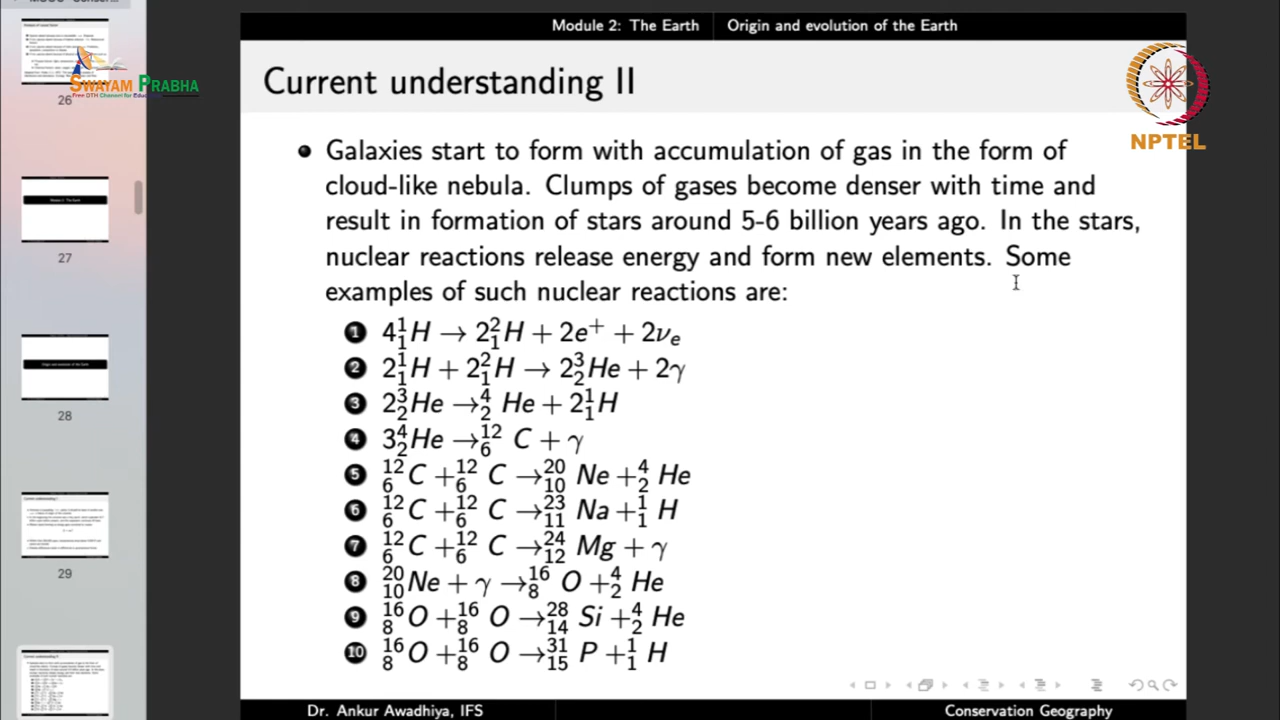 Module 2: The Earth
Origin and evolution of the Earth
SWAYAM PRABHA
Free DTH Channel for
26
27
28
29
NPTEL
Current understanding II
Galaxies start to form with accumulation of gas in the form of
cloud-like nebula. Clumps of gases become denser with time and
result in formation of stars around 5-6 billion years ago. In the stars,
nuclear reactions release energy and form new elements. Some
examples of such nuclear reactions are:
1 4¹₁H → 2²₁H + 2e⁺ + 2νₑ
2 2¹₁H + 2²₁H → 2³₂He + 2γ
3 2³₂He →⁴₂ He + 2¹₁H
4 3⁴₂He →¹²₆ C + γ
5 ¹²₆C +¹²₆ C →²⁰₁₀ Ne +⁴₂ He
6 ¹²₆C +¹²₆ C →²³₁₁ Na +¹₁ H
7 ¹²₆C +¹²₆ C →²⁴₁₂ Mg + γ
8 ²⁰₁₀Ne + γ →¹⁶₈ O +⁴₂ He
9 ¹⁶₈O +¹⁶₈ O →²⁸₁₄ Si +⁴₂ He
10 ¹⁶₈O +¹⁶₈ O →³¹₁₅ P +¹₁ H
Dr. Ankur Awadhiya, IFS
Conservation Geography